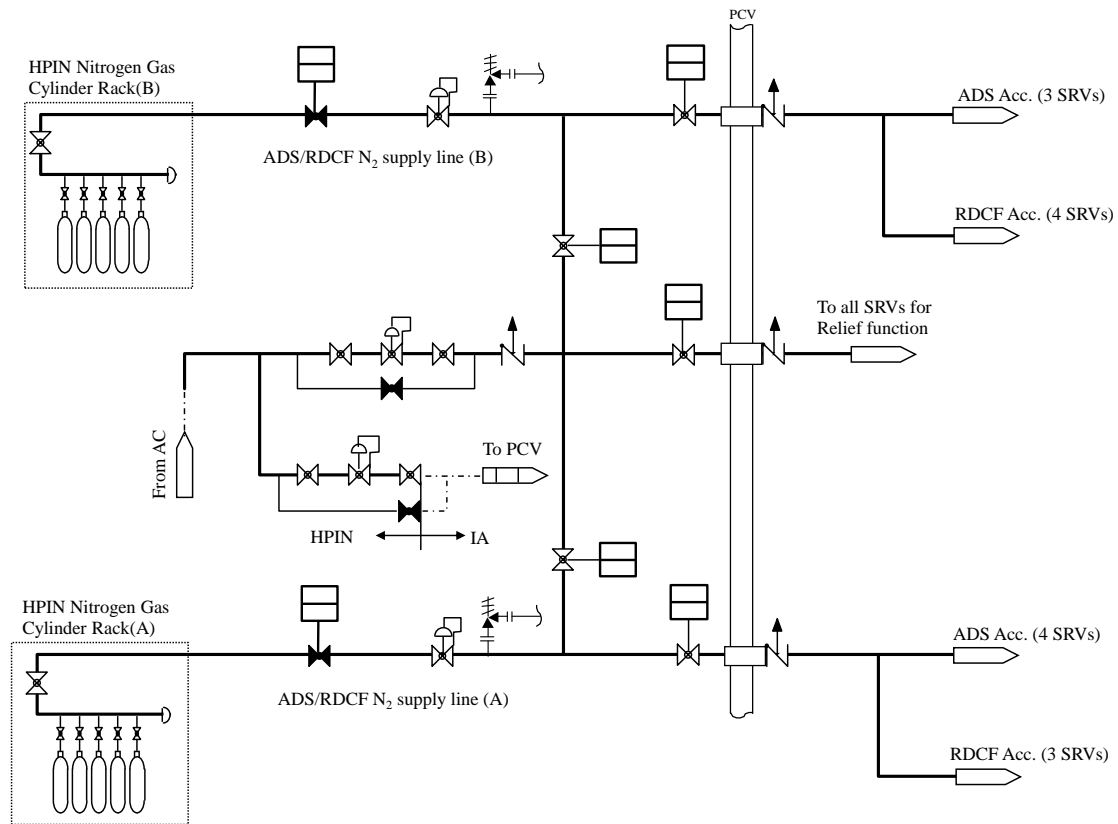 PCV
HPIN Nitrogen Gas
Cylinder Rack(B)
ADS Acc. (3 SRVs)
ADS/RDCF N₂ supply line (B)
RDCF Acc. (4 SRVs)
To all SRVs for
Relief function
From AC
To PCV
HPIN
IA
HPIN Nitrogen Gas
Cylinder Rack(A)
ADS Acc. (4 SRVs)
ADS/RDCF N₂ supply line (A)
RDCF Acc. (3 SRVs)